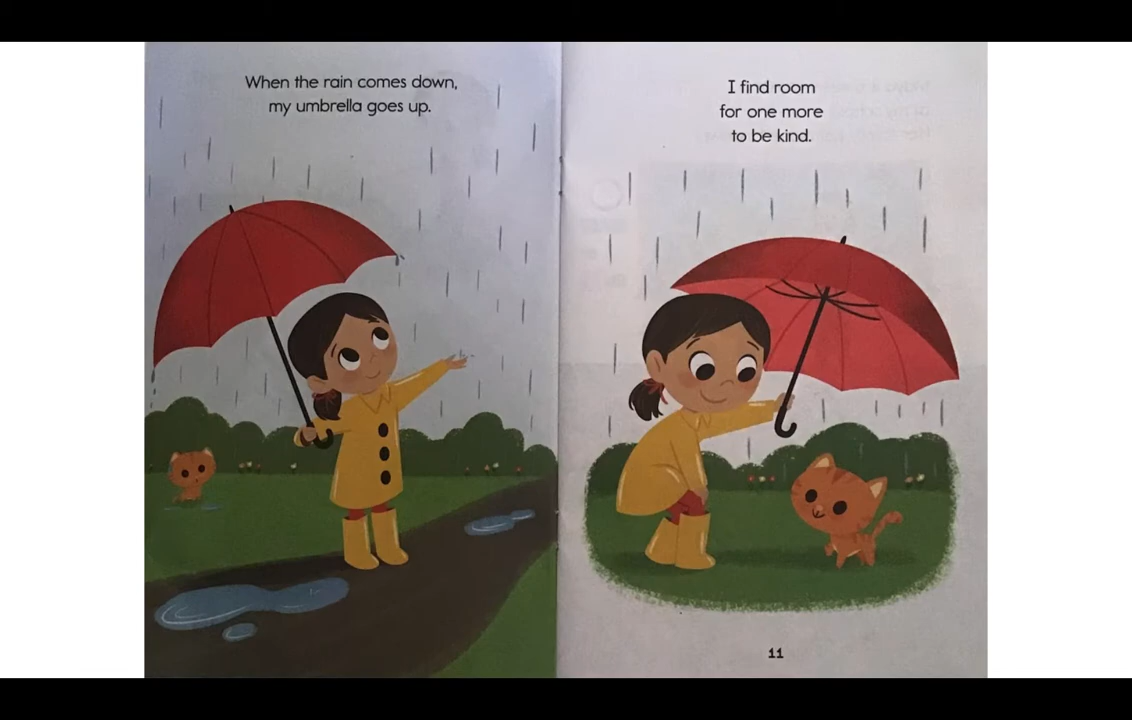 When the rain comes down,
my umbrella goes up.
I find room
for one more
to be kind.
11